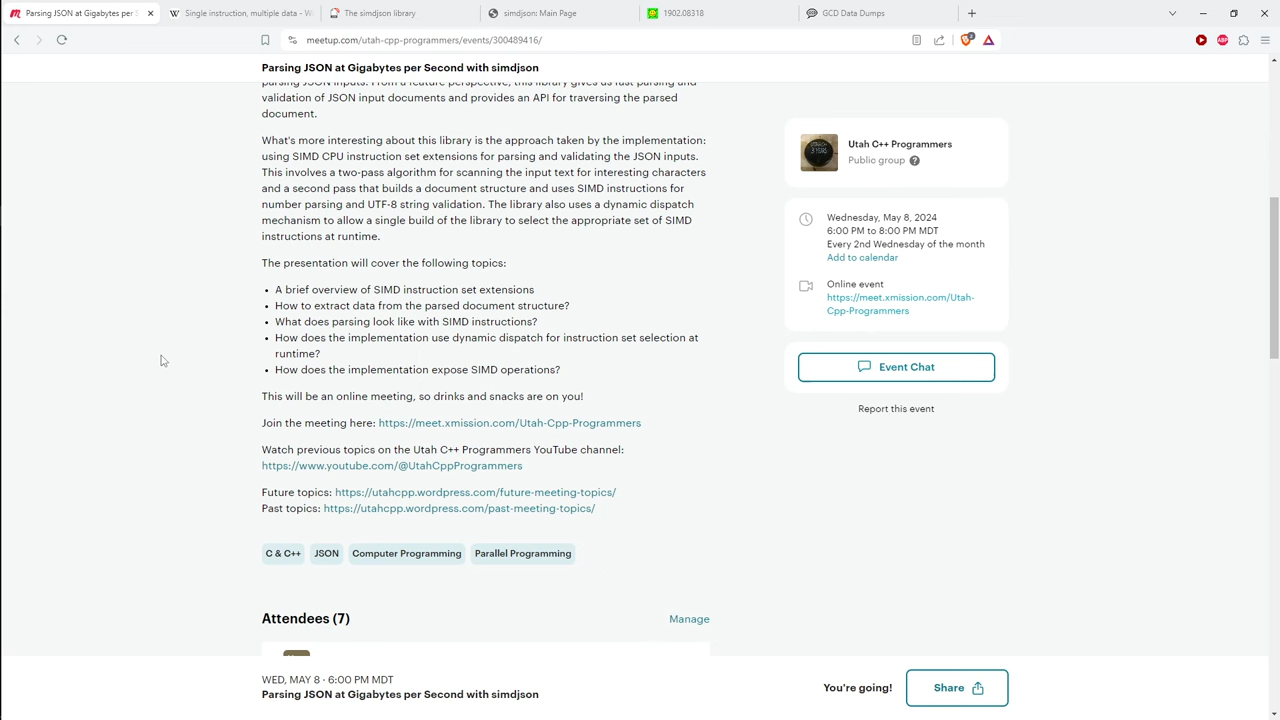 Parsing JSON at Gigabytes per S
Single instruction, multiple data - W
The simdjson library
simdjson: Main Page
1902.08318
GCD Data Dumps
meetup.com/utah-cpp-programmers/events/300489416/
2
ABP
Parsing JSON at Gigabytes per Second with simdjson
parsing JSON inputs. From a feature perspective, this library gives us fast parsing and
validation of JSON input documents and provides an API for traversing the parsed
document.
What's more interesting about this library is the approach taken by the implementation:
using SIMD CPU instruction set extensions for parsing and validating the JSON inputs.
This involves a two-pass algorithm for scanning the input text for interesting characters
and a second pass that builds a document structure and uses SIMD instructions for
number parsing and UTF-8 string validation. The library also uses a dynamic dispatch
mechanism to allow a single build of the library to select the appropriate set of SIMD
instructions at runtime.
The presentation will cover the following topics:
• A brief overview of SIMD instruction set extensions
• How to extract data from the parsed document structure?
• What does parsing look like with SIMD instructions?
• How does the implementation use dynamic dispatch for instruction set selection at
runtime?
• How does the implementation expose SIMD operations?
This will be an online meeting, so drinks and snacks are on you!
Join the meeting here: https://meet.xmission.com/Utah-Cpp-Programmers
Watch previous topics on the Utah C++ Programmers YouTube channel:
https://www.youtube.com/@UtahCppProgrammers
Future topics: https://utahcpp.wordpress.com/future-meeting-topics/
Past topics: https://utahcpp.wordpress.com/past-meeting-topics/
C & C++
JSON
Computer Programming
Parallel Programming
Attendees (7)
Manage
Utah C++ Programmers
Public group ?
Wednesday, May 8, 2024
6:00 PM to 8:00 PM MDT
Every 2nd Wednesday of the month
Add to calendar
Online event
https://meet.xmission.com/Utah-
Cpp-Programmers
Event Chat
Report this event
WED, MAY 8 · 6:00 PM MDT
Parsing JSON at Gigabytes per Second with simdjson
You're going!
Share